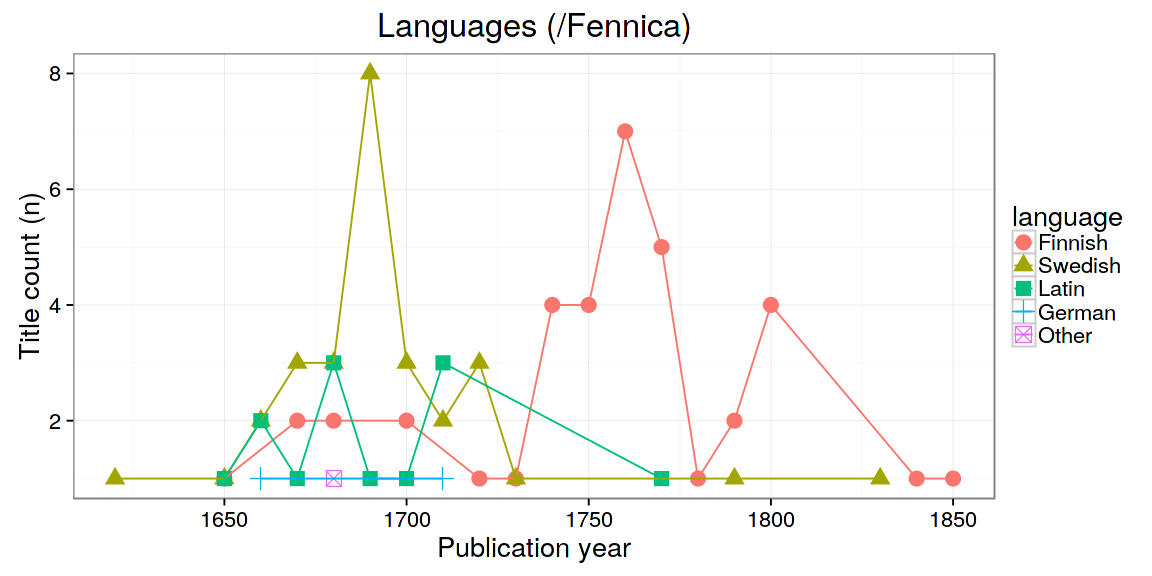 Languages (/Fennica)
Title count (n)
8
6
4
2
1650
1700
1750
1800
1850
Publication year
language
Finnish
Swedish
Latin
German
Other